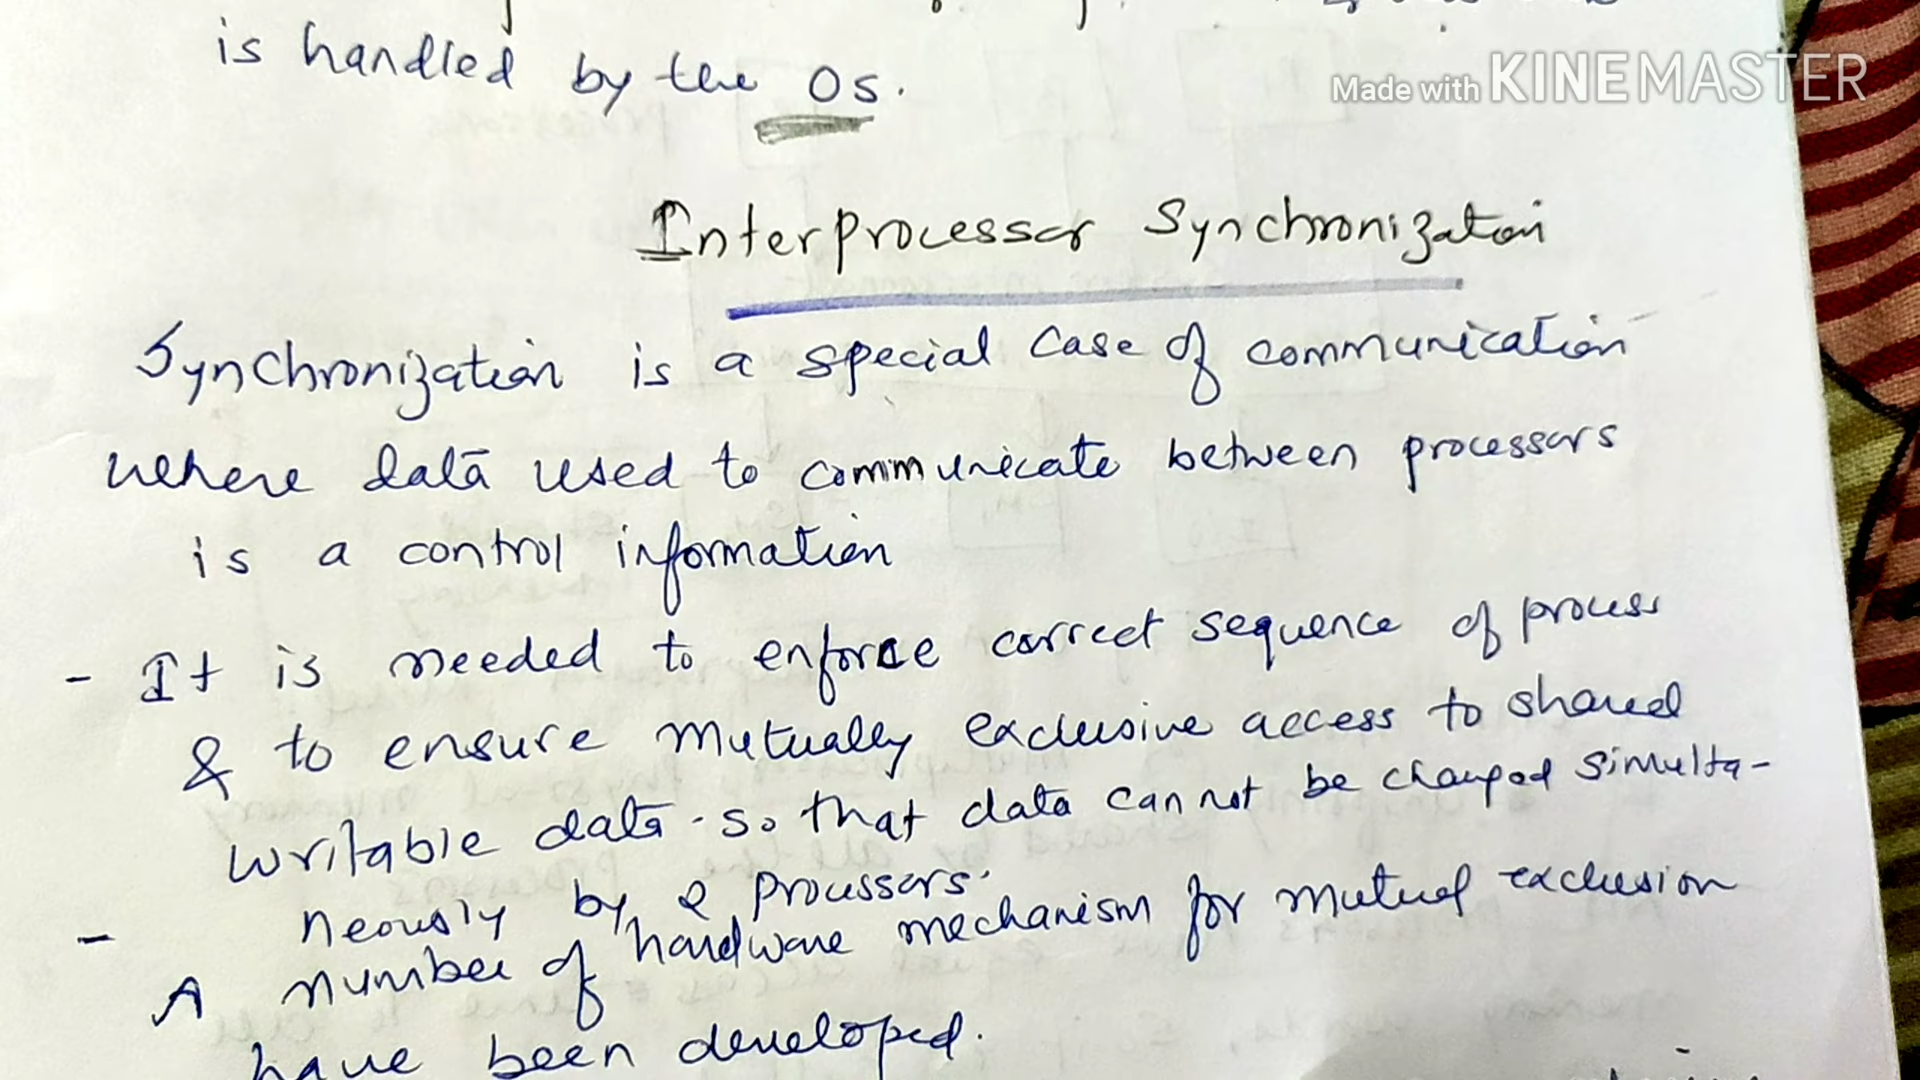 is handled by the OS.
Made with KINEMASTER
Interprocessor Synchronization
Synchronization is a special case of communication
where data used to communicate between processors
is a control information
- It is needed to enforce correct sequence of process
& to ensure mutually exclusive access to shared
writable data. so that data can not be changed simulta-
neously by 2 processors.
- A number of hardware mechanism for mutual exclusion
have been developed.